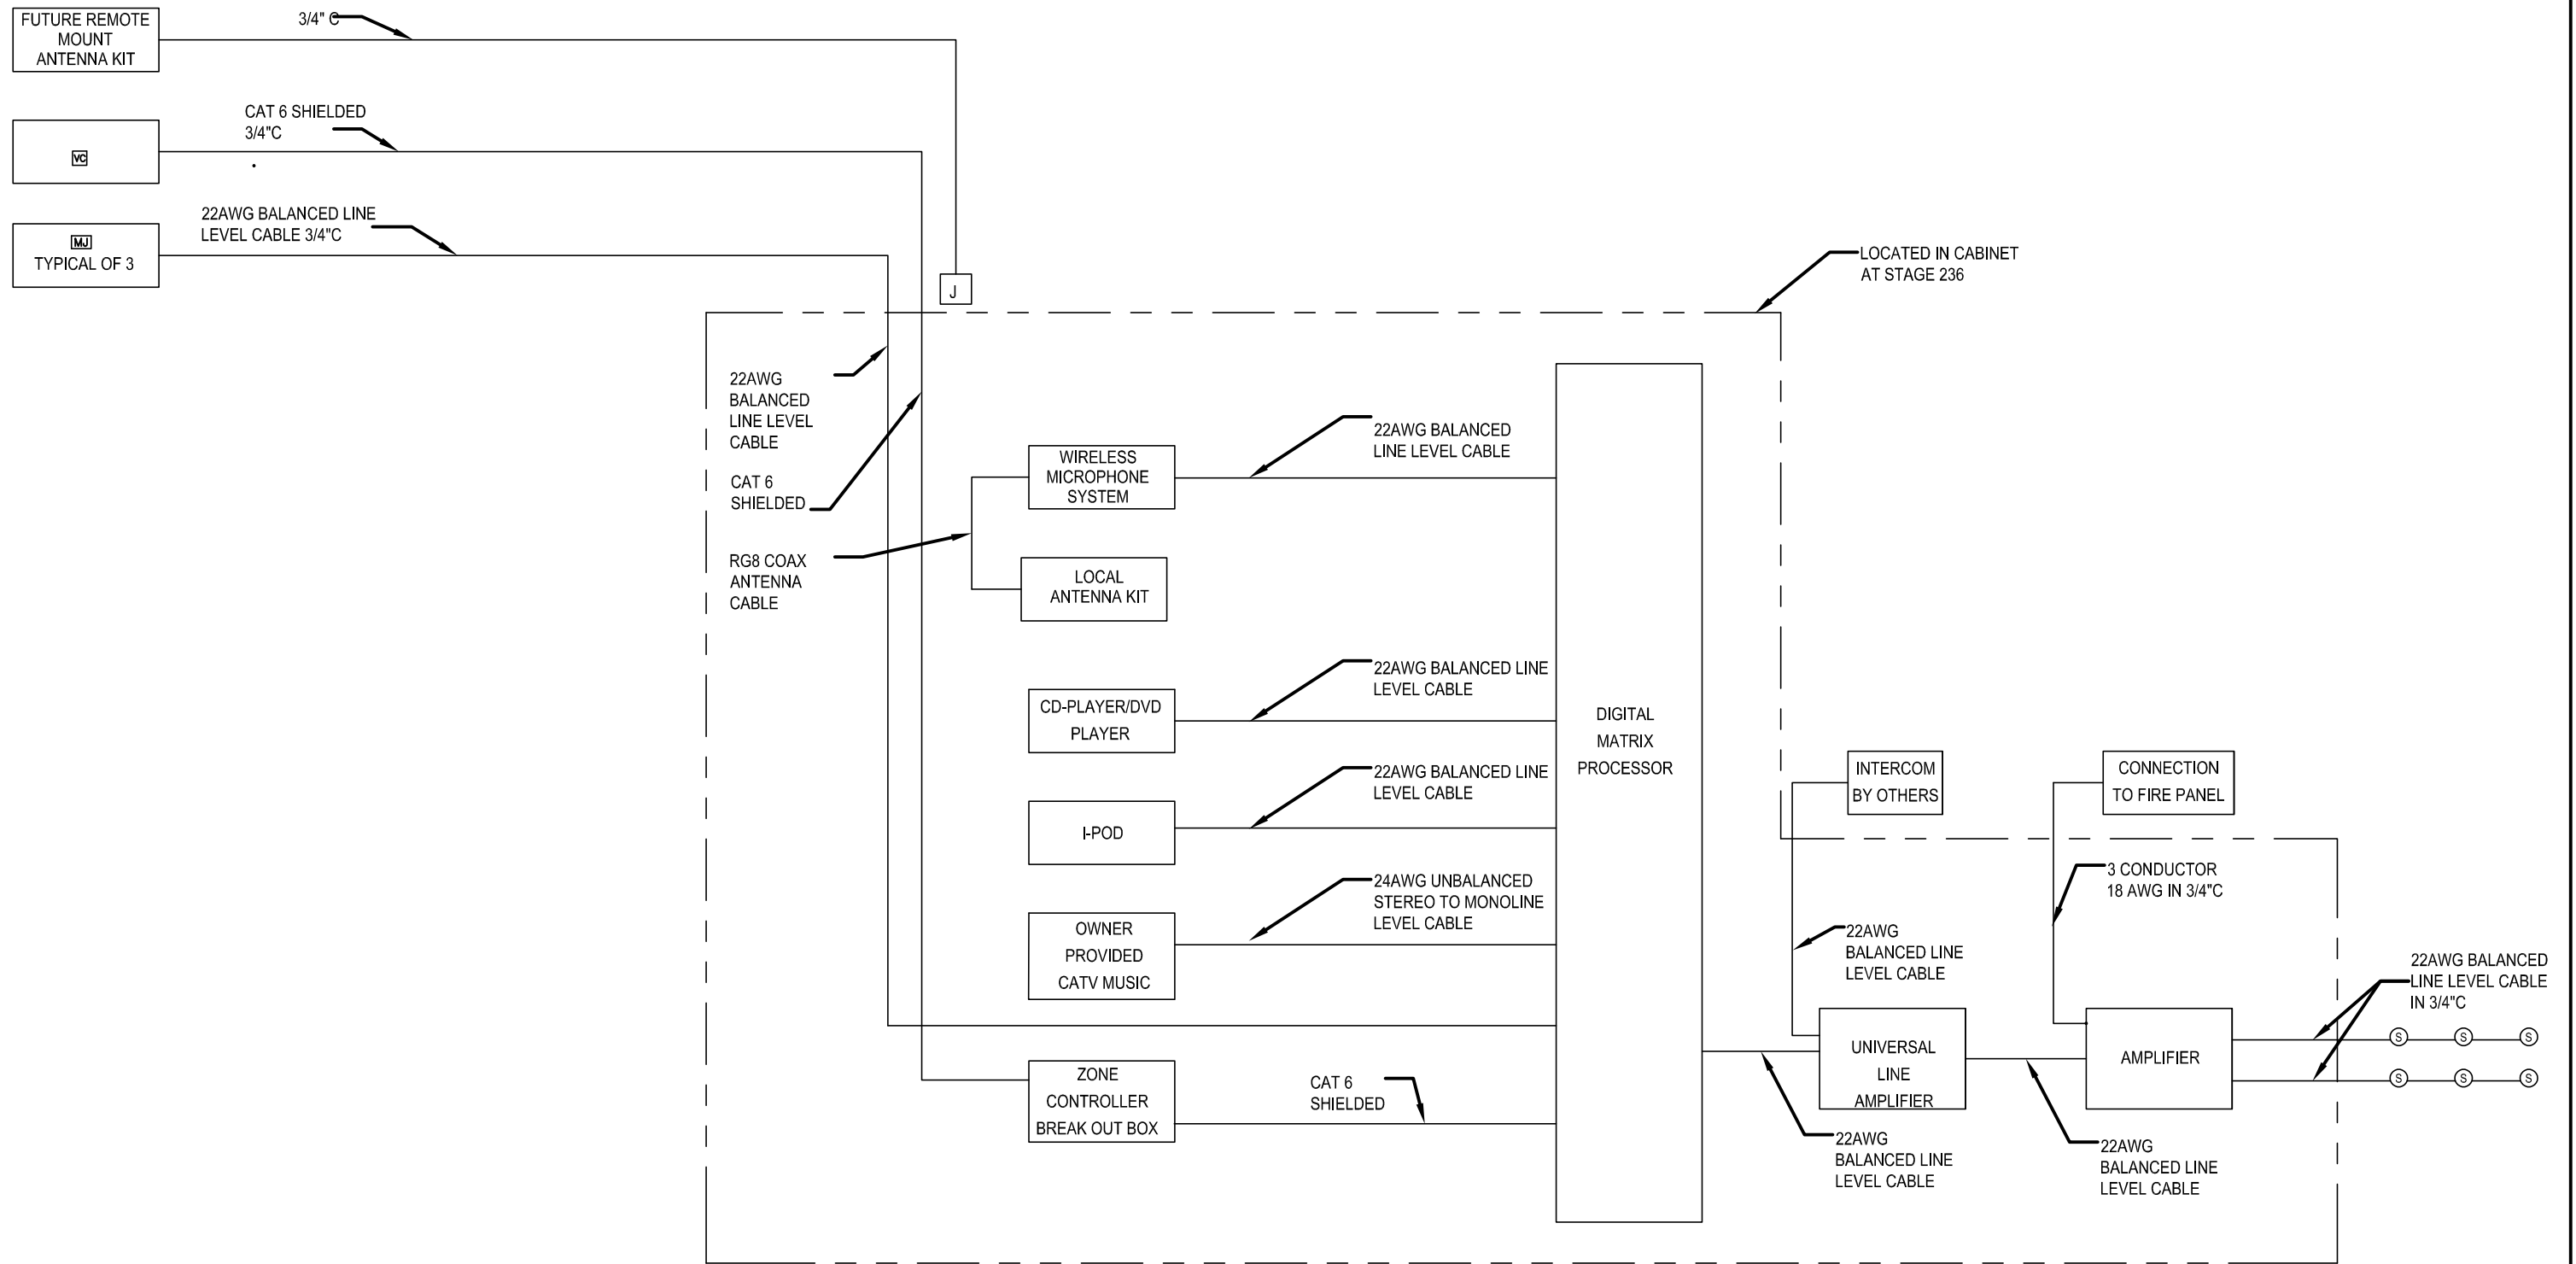 FUTURE REMOTE
MOUNT
ANTENNA KIT
3/4" C
CAT 6 SHIELDED
3/4"C
VC
22AWG BALANCED LINE
LEVEL CABLE 3/4"C
MJ
TYPICAL OF 3
J
LOCATED IN CABINET
AT STAGE 236
22AWG
BALANCED
LINE LEVEL
CABLE
CAT 6
SHIELDED
RG8 COAX
ANTENNA
CABLE
WIRELESS
MICROPHONE
SYSTEM
22AWG BALANCED
LINE LEVEL CABLE
LOCAL
ANTENNA KIT
CD-PLAYER/DVD
PLAYER
22AWG BALANCED LINE
LEVEL CABLE
I-POD
22AWG BALANCED LINE
LEVEL CABLE
OWNER
PROVIDED
CATV MUSIC
24AWG UNBALANCED
STEREO TO MONOLINE
LEVEL CABLE
ZONE
CONTROLLER
BREAK OUT BOX
CAT 6
SHIELDED
DIGITAL
MATRIX
PROCESSOR
INTERCOM
BY OTHERS
CONNECTION
TO FIRE PANEL
3 CONDUCTOR
18 AWG IN 3/4"C
22AWG
BALANCED LINE
LEVEL CABLE
22AWG BALANCED
LINE LEVEL CABLE
IN 3/4"C
UNIVERSAL
LINE
AMPLIFIER
AMPLIFIER
S S S
S S S
22AWG
BALANCED LINE
LEVEL CABLE
22AWG
BALANCED LINE
LEVEL CABLE